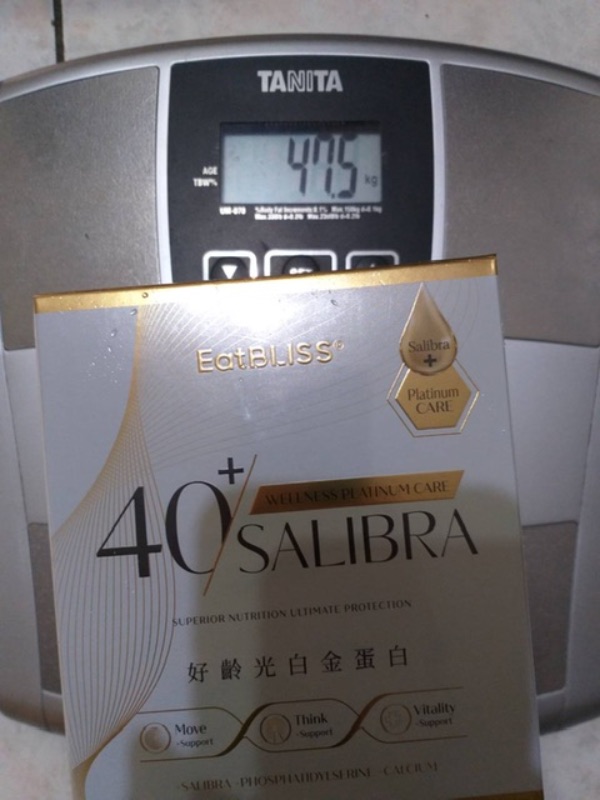 TANITA
47.5 kg
AGE
TBW%
EatBLISS®
Salibra
+
Platinum
CARE
40+
WELLNESS PLATINUM CARE
SALIBRA
SUPERIOR NUTRITION ULTIMATE PROTECTION
好齡光白金蛋白
Move
-Support
Think
-Support
Vitality
-Support
-SALIBRA -PHOSPHATIDYLSERINE -CALCIUM